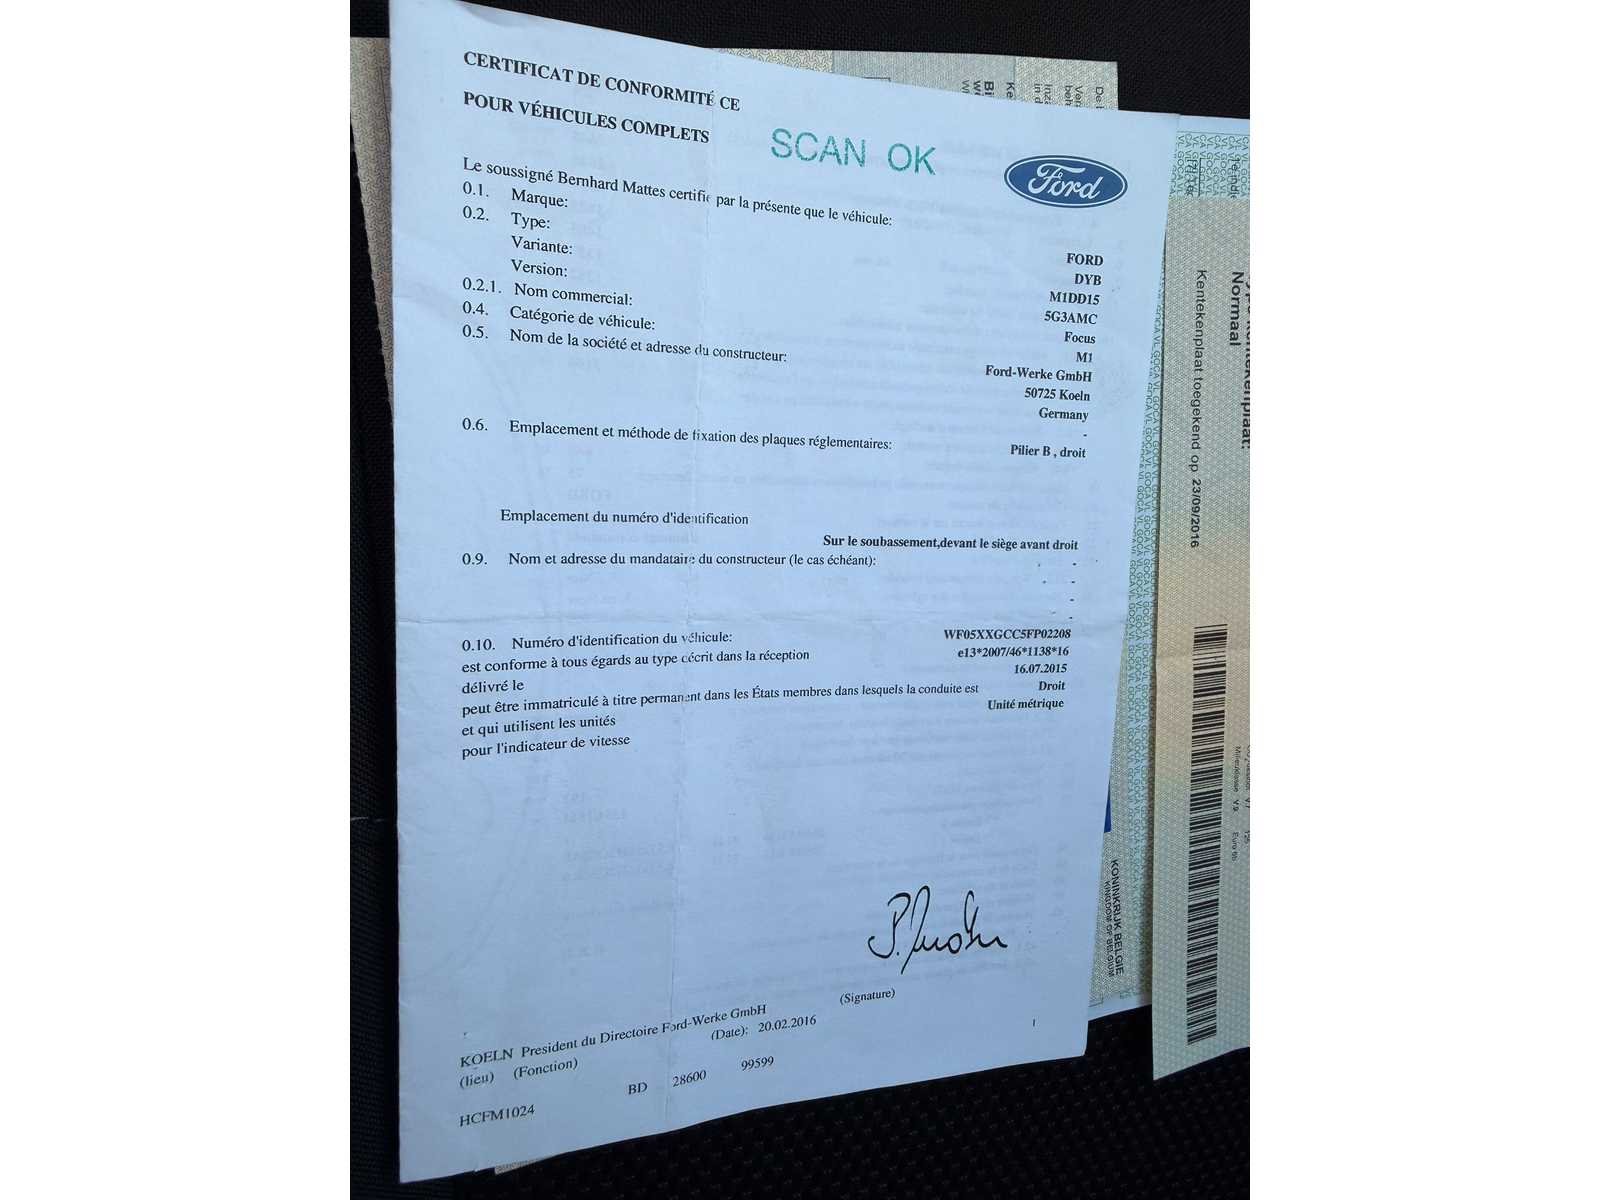 CERTIFICAT DE CONFORMITÉ CE
POUR VÉHICULES COMPLETS
SCAN OK
Ford
Le soussigné Bernhard Mattes certifie par la présente que le véhicule:
0.1. Marque: FORD
0.2. Type: DYB
Variante: M1DD15
Version: 5G3AMC
0.2.1. Nom commercial: Focus
0.4. Catégorie de véhicule: M1
0.5. Nom de la société et adresse du constructeur: Ford-Werke GmbH
50725 Koeln
Germany
-
0.6. Emplacement et méthode de fixation des plaques réglementaires: Pilier B , droit
Emplacement du numéro d'identification
Sur le soubassement,devant le siège avant droit
0.9. Nom et adresse du mandataire du constructeur (le cas échéant): -
-
-
-
0.10. Numéro d'identification du véhicule: WF05XXGCC5FP02208
est conforme à tous égards au type décrit dans la réception e13*2007/46*1138*16
délivré le 16.07.2015
peut être immatriculé à titre permanent dans les États membres dans lesquels la conduite est Droit
et qui utilisent les unités Unité métrique
pour l'indicateur de vitesse
(Signature)
KOELN President du Directoire Ford-Werke GmbH
(lieu) (Fonction) (Date): 20.02.2016
1
BD 28600 99599
HCFM1024
Normaal
Kentekenplaat toegekend op 23/09/2016
KONINKRIJK BELGIE
KINGDOM OF BELGIUM